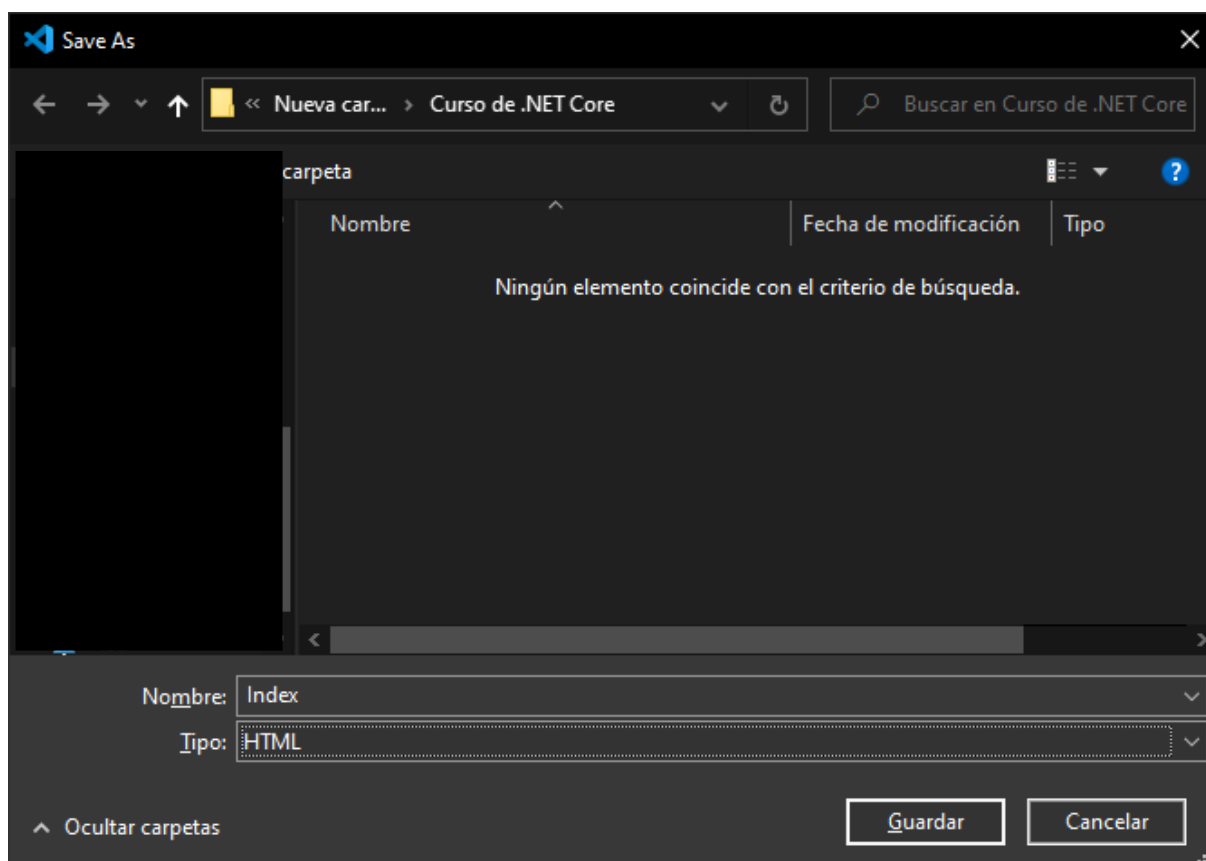 Save As
« Nueva car... › Curso de .NET Core
Buscar en Curso de .NET Core
carpeta
?
Nombre Fecha de modificación Tipo
Ningún elemento coincide con el criterio de búsqueda.
Nombre: Index
Tipo: HTML
Ocultar carpetas Guardar Cancelar